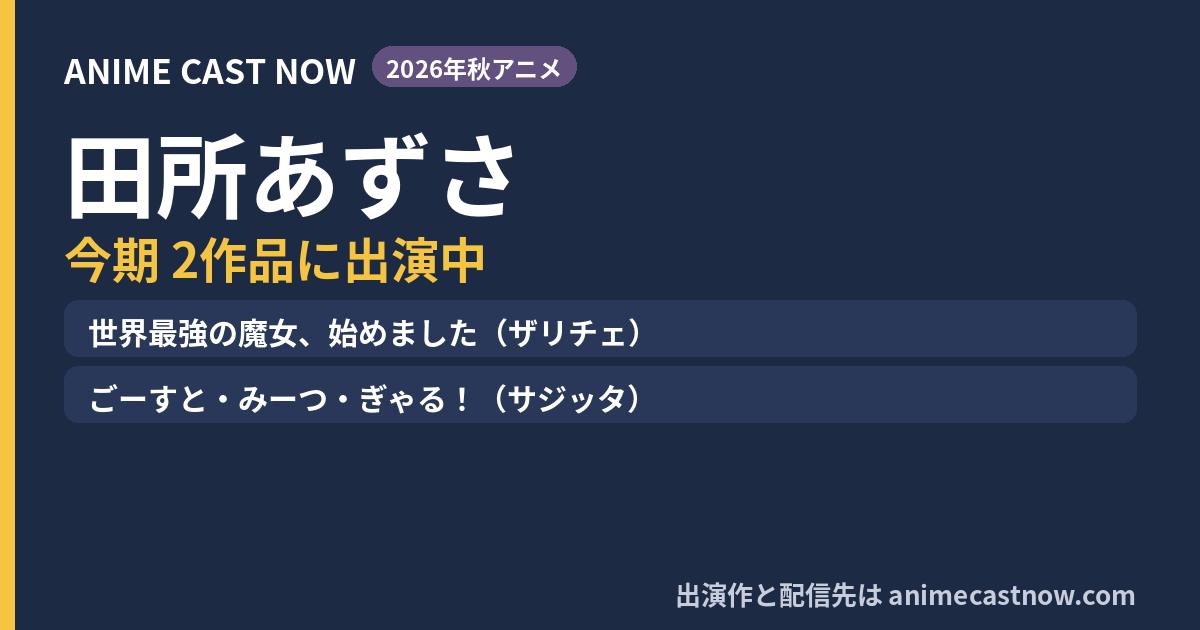 ANIME CAST NOW 2026年秋アニメ
田所あずさ
今期 2作品に出演中
世界最強の魔女、始めました（ザリチェ）
ごーすと・みーつ・ぎゃる！（サジッタ）
出演作と配信先は animecastnow.com